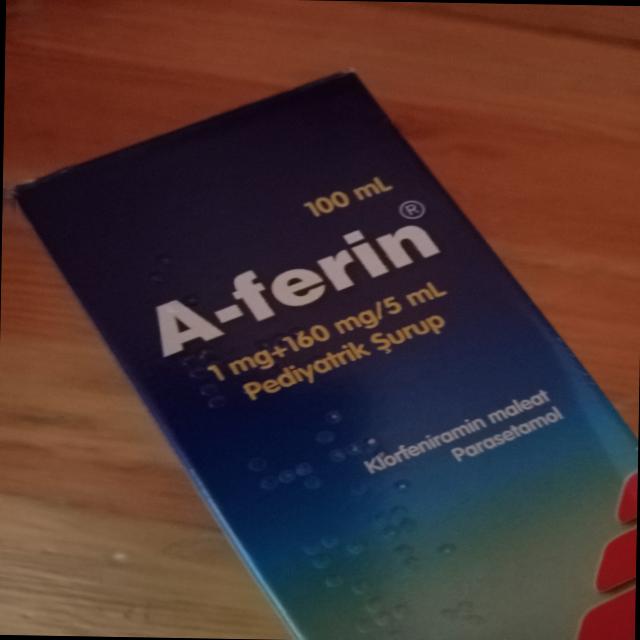 100 mL
A-ferin®
1 mg+160 mg/5 mL
Pediyatrik Şurup
Klorfeniramin maleat
Parasetamol